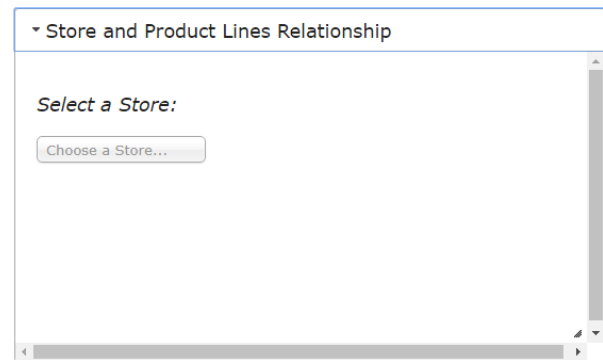 Store and Product Lines Relationship
Select a Store:
Choose a Store...